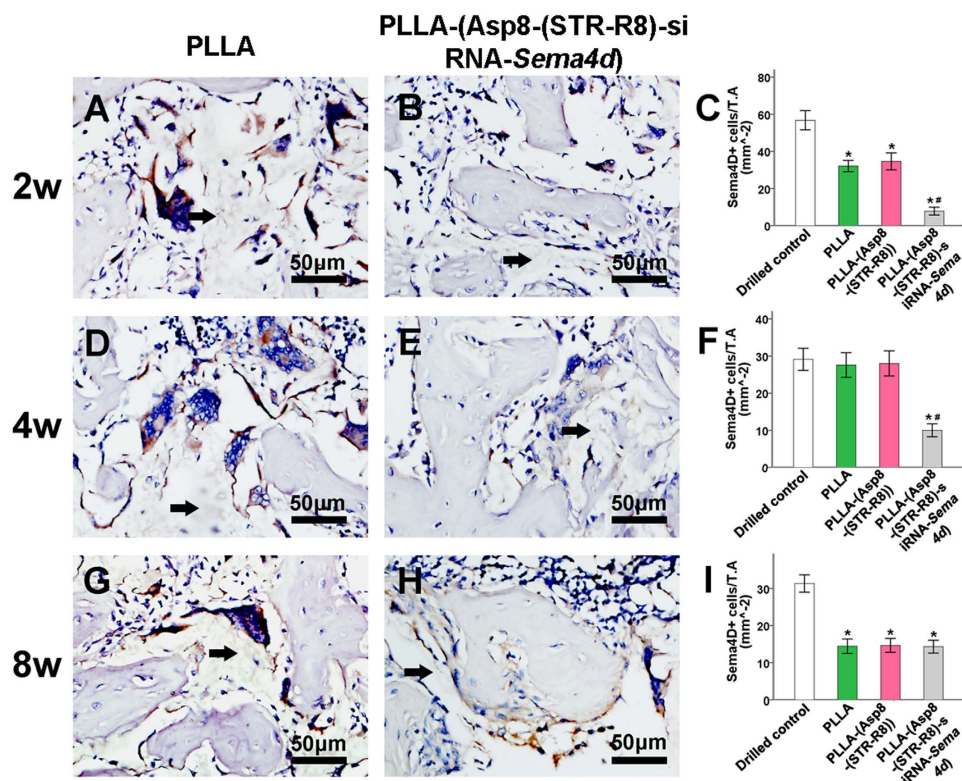 PLLA
PLLA-(Asp8-(STR-R8)-si
RNA-Sema4d)
2w
A
50μm
B
50μm
C
Sema4D+ cells/T.A
(mm^-2)
80
60
40
20
0
Drilled control
PLLA
PLLA-(Asp8
-(STR-R8))
PLLA-(Asp8
-(STR-R8)-s
iRNA-Sema
4d)
*
*
*#
4w
D
50μm
E
50μm
F
Sema4D+ cells/T.A
(mm^-2)
40
30
20
10
0
Drilled control
PLLA
PLLA-(Asp8
-(STR-R8))
PLLA-(Asp8
-(STR-R8)-s
iRNA-Sema
4d)
*#
8w
G
50μm
H
50μm
I
Sema4D+ cells/T.A
(mm^-2)
30
20
10
0
Drilled control
PLLA
PLLA-(Asp8
-(STR-R8))
PLLA-(Asp8
-(STR-R8)-s
iRNA-Sema
4d)
*
*
*